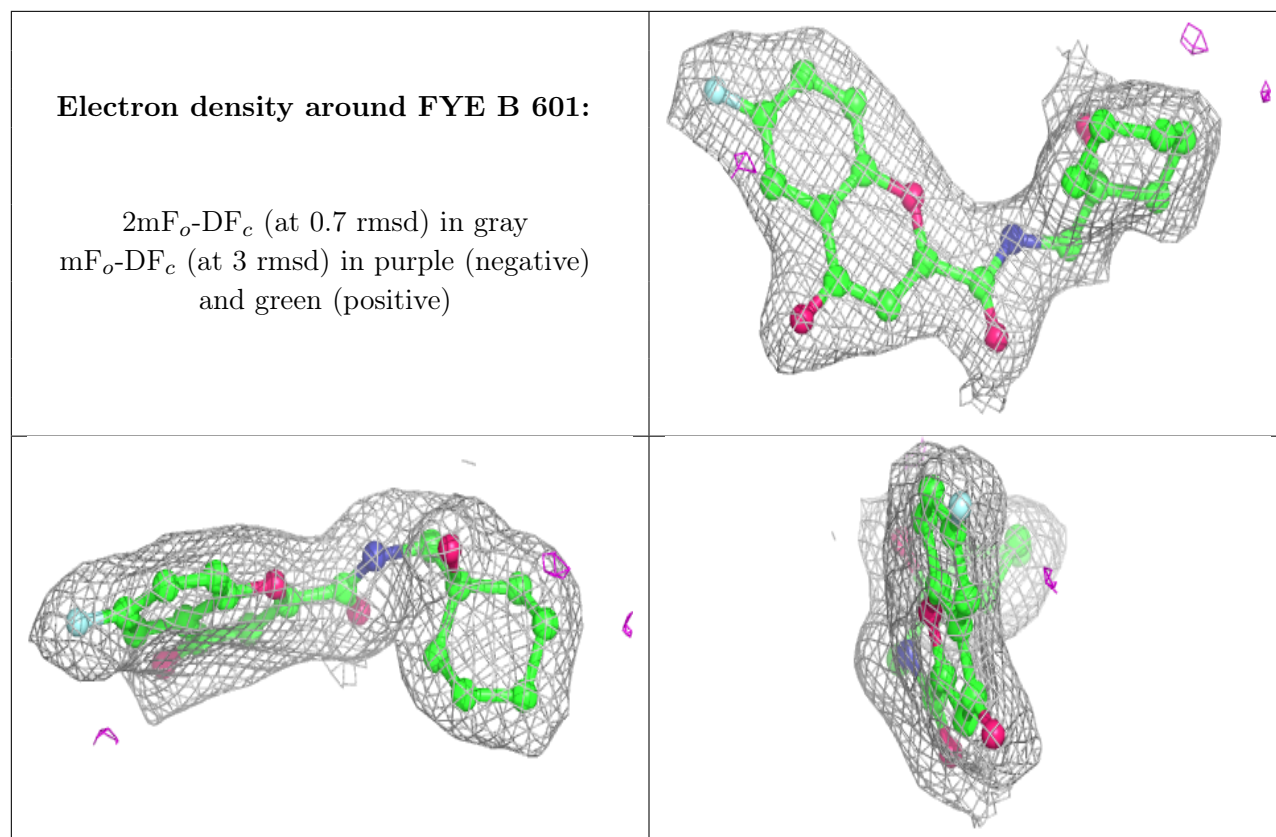 Electron density around FYE B 601:
2mFₒ-DF𝒸 (at 0.7 rmsd) in gray
mFₒ-DF𝒸 (at 3 rmsd) in purple (negative)
and green (positive)